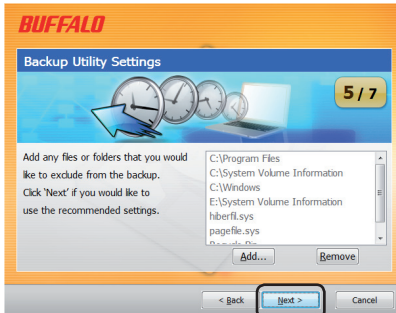 BUFFALO
Backup Utility Settings
5 / 7
Add any files or folders that you would
like to exclude from the backup.
Click 'Next' if you would like to
use the recommended settings.
C:\Program Files
C:\System Volume Information
C:\Windows
E:\System Volume Information
hiberfil.sys
pagefile.sys
Add...
Remove
< Back
Next >
Cancel